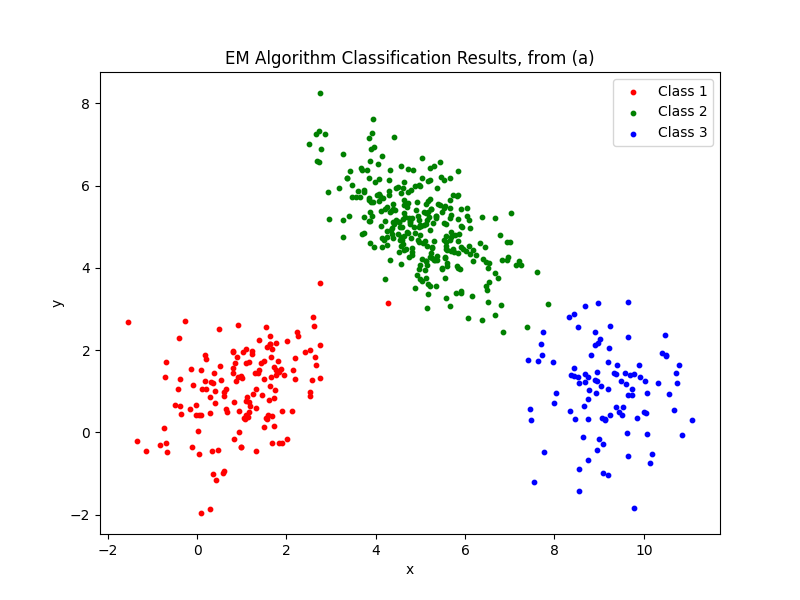 EM Algorithm Classification Results, from (a)
Class 1
Class 2
Class 3
8
6
4
2
0
−2
y
−2 0 2 4 6 8 10
x